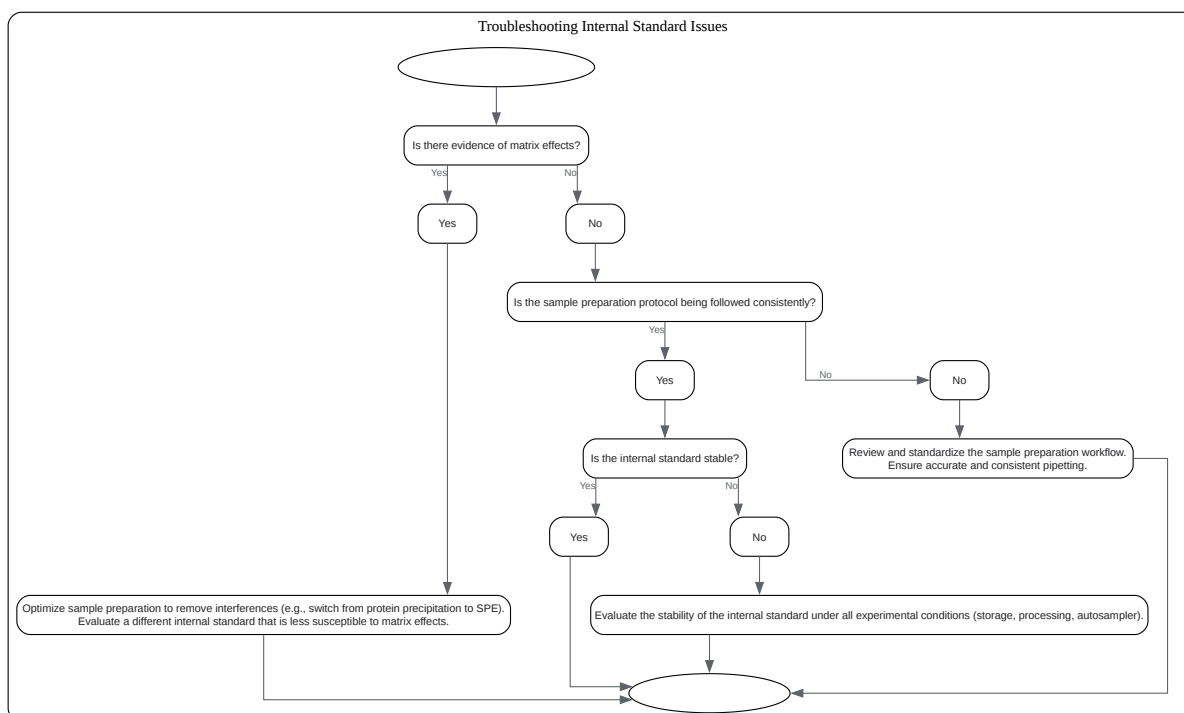 Troubleshooting Internal Standard Issues
Is there evidence of matrix effects?
Yes
No
Yes
No
Is the sample preparation protocol being followed consistently?
Yes
No
Yes
No
Is the internal standard stable?
Review and standardize the sample preparation workflow.
Ensure accurate and consistent pipetting.
Yes
No
Yes
No
Optimize sample preparation to remove interferences (e.g., switch from protein precipitation to SPE).
Evaluate a different internal standard that is less susceptible to matrix effects.
Evaluate the stability of the internal standard under all experimental conditions (storage, processing, autosampler).